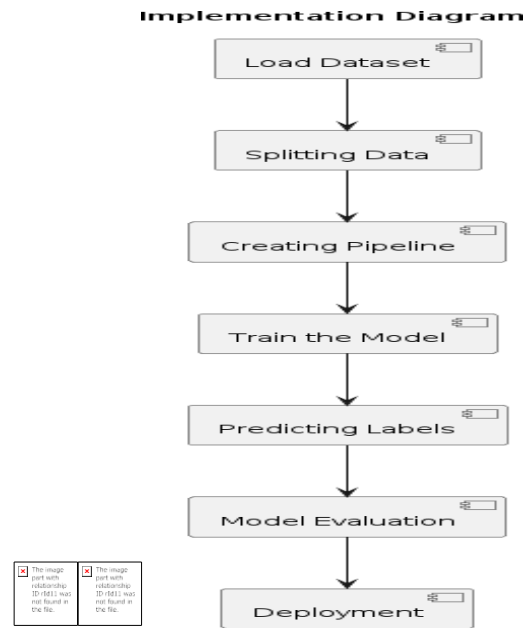 Implementation Diagram
Load Dataset
Splitting Data
Creating Pipeline
Train the Model
Predicting Labels
Model Evaluation
Deployment
The image
part with
relationship
ID rId11 was
not found in
the file.
The image
part with
relationship
ID rId11 was
not found in
the file.